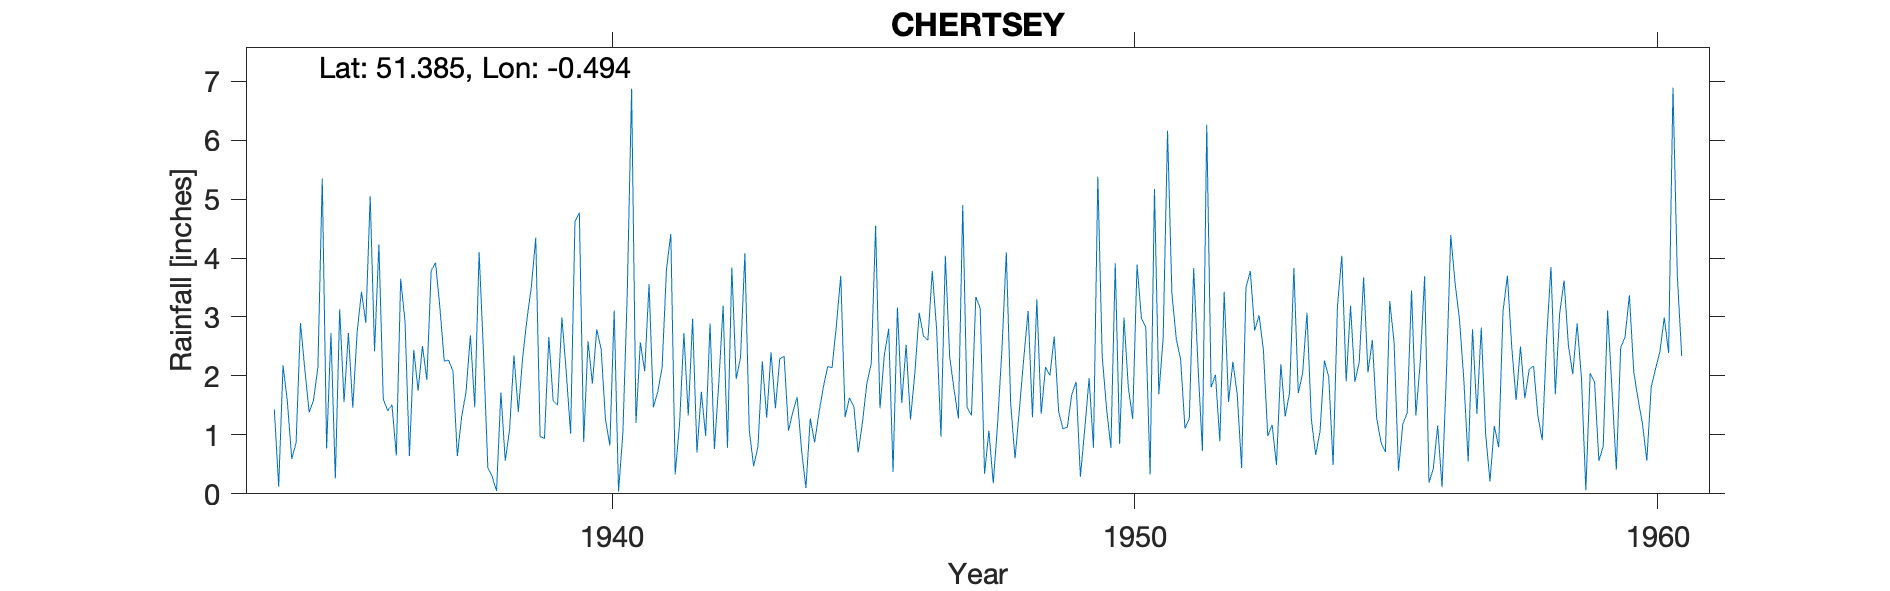 CHERTSEY
Lat: 51.385, Lon: -0.494
7
6
5
4
3
2
1
0
Rainfall [inches]
1940
1950
1960
Year